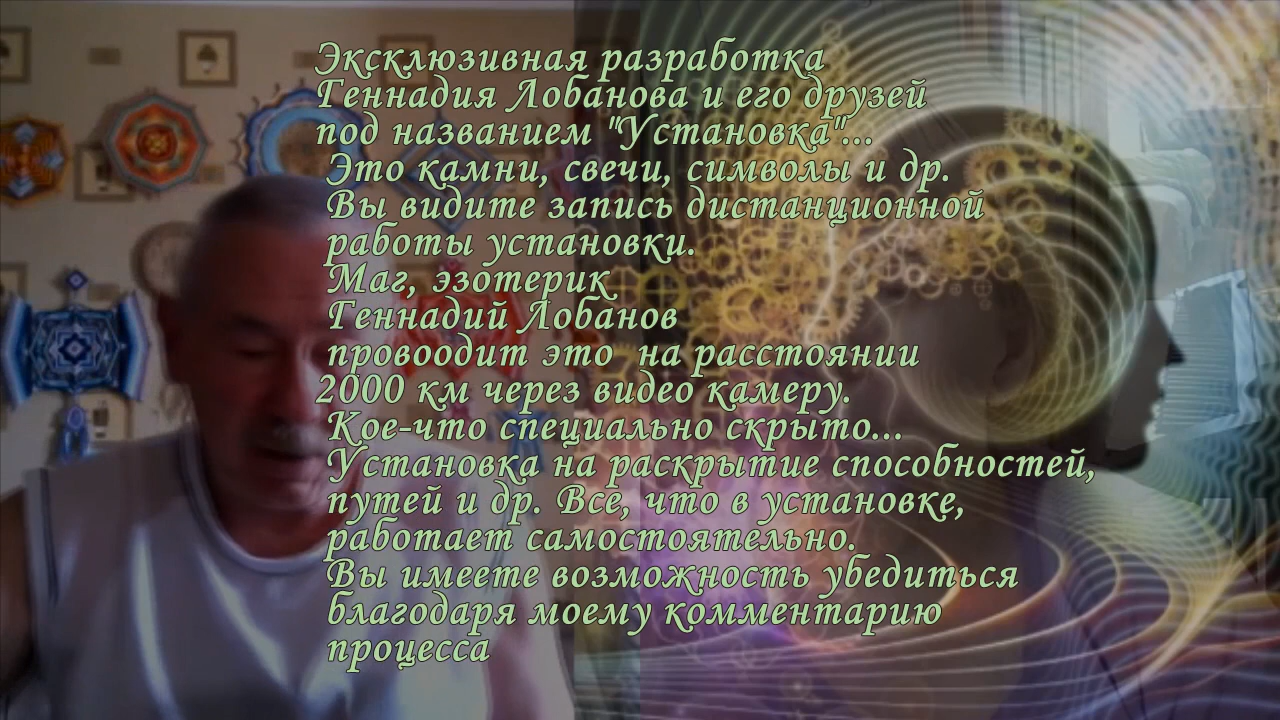 Эксклюзивная разработка
Геннадия Лобанова и его друзей
под названием "Установка"...
Это камни, свечи, символы и др.
Вы видите запись дистанционной
работы установки.
Маг, эзотерик
Геннадий Лобанов
провоодит это на расстоянии
2000 км через видео камеру.
Кое-что специально скрыто...
Установка на раскрытие способностей,
путей и др. Все, что в установке,
работает самостоятельно.
Вы имеете возможность убедиться
благодаря моему комментарию
процесса